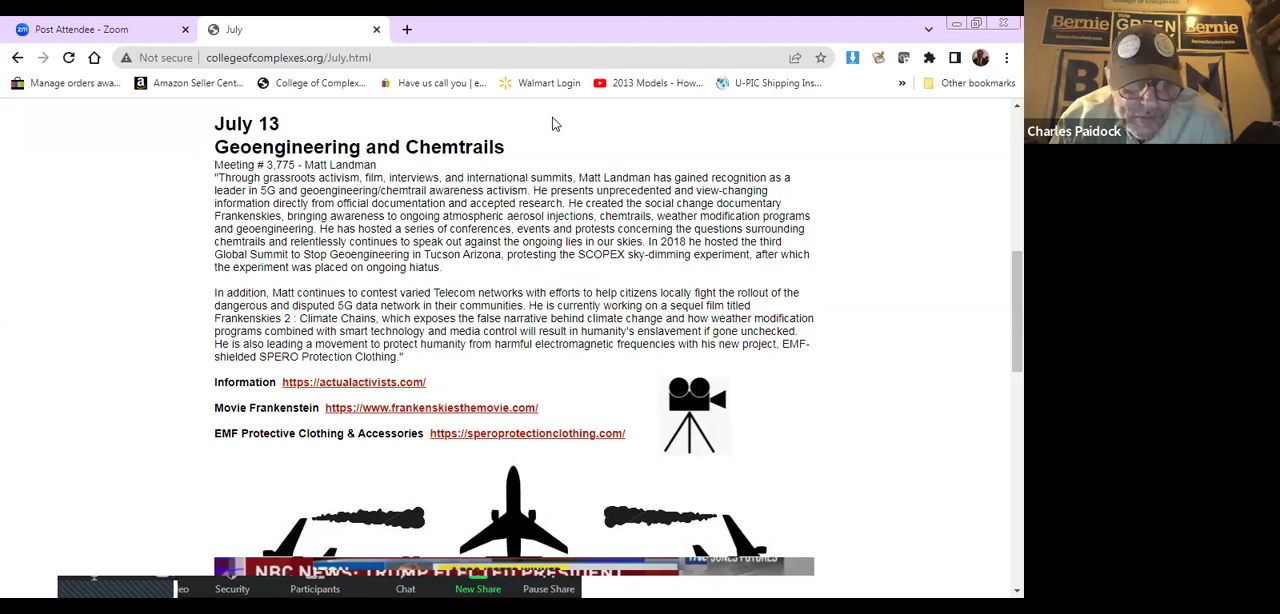 Post Attendee - Zoom
July
Not secure
collegeofcomplexes.org/July.html
Manage orders awa...
Amazon Seller Cent...
College of Complex...
Have us call you | e...
Walmart Login
2013 Models - How...
U-PIC Shipping Ins...
Other bookmarks
July 13
Geoengineering and Chemtrails
Meeting # 3,775 - Matt Landman
"Through grassroots activism, film, interviews, and international summits, Matt Landman has gained recognition as a
leader in 5G and geoengineering/chemtrail awareness activism. He presents unprecedented and view-changing
information directly from official documentation and accepted research. He created the social change documentary
Frankenskies, bringing awareness to ongoing atmospheric aerosol injections, chemtrails, weather modification programs
and geoengineering. He has hosted a series of conferences, events and protests concerning the questions surrounding
chemtrails and relentlessly continues to speak out against the ongoing lies in our skies. In 2018 he hosted the third
Global Summit to Stop Geoengineering in Tucson Arizona, protesting the SCOPEX sky-dimming experiment, after which
the experiment was placed on ongoing hiatus.
In addition, Matt continues to contest varied Telecom networks with efforts to help citizens locally fight the rollout of the
dangerous and disputed 5G data network in their communities. He is currently working on a sequel film titled
Frankenskies 2 : Climate Chains, which exposes the false narrative behind climate change and how weather modification
programs combined with smart technology and media control will result in humanity's enslavement if gone unchecked.
He is also leading a movement to protect humanity from harmful electromagnetic frequencies with his new project, EMF-
shielded SPERO Protection Clothing."
Information https://actualactivists.com/
Movie Frankenstein https://www.frankenskiesthemovie.com/
EMF Protective Clothing & Accessories https://speroprotectionclothing.com/
NBC NEWS: TRUMP ELECTED PRESIDENT
eo
Security
Participants
Chat
New Share
Pause Share
Bernie
GREEN
Bernie
Charles Paidock